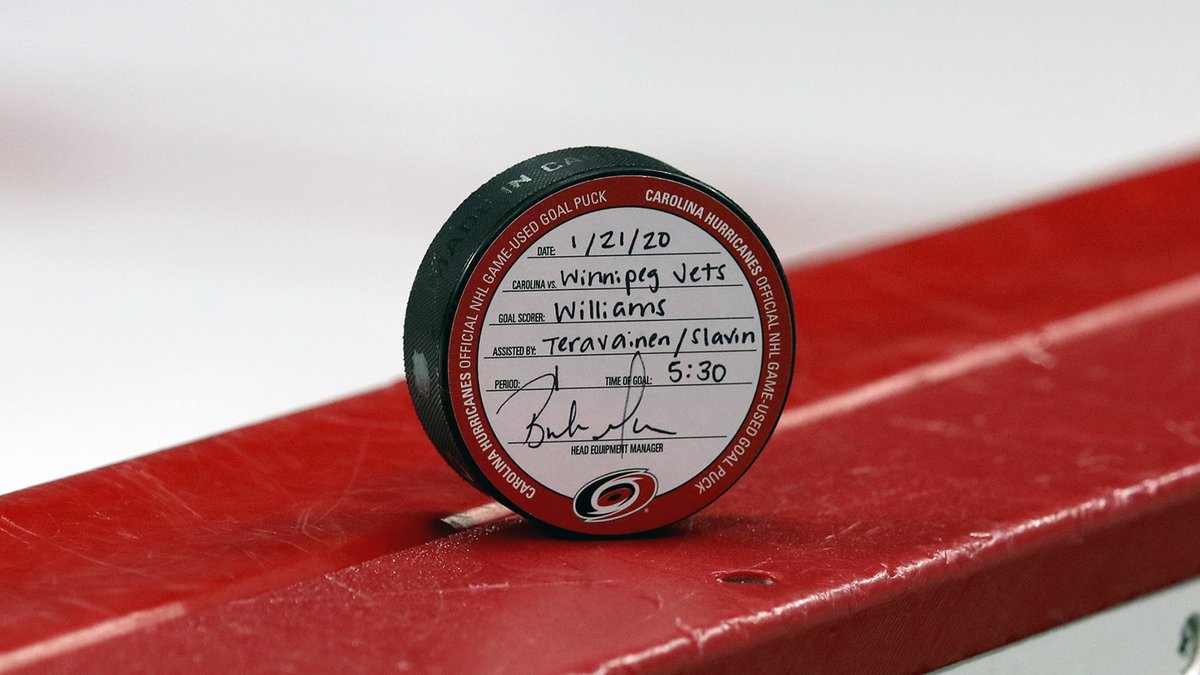 IN CA
CAROLINA HURRICANES OFFICIAL NHL GAME-USED GOAL PUCK
CAROLINA HURRICANES OFFICIAL NHL GAME-USED GOAL PUCK
DATE: 1/21/20
CAROLINA VS. Winnipeg Jets
GOAL SCORER: Williams
ASSISTED BY: Teravainen/Slavin
PERIOD: TIME OF GOAL: 5:30
HEAD EQUIPMENT MANAGER